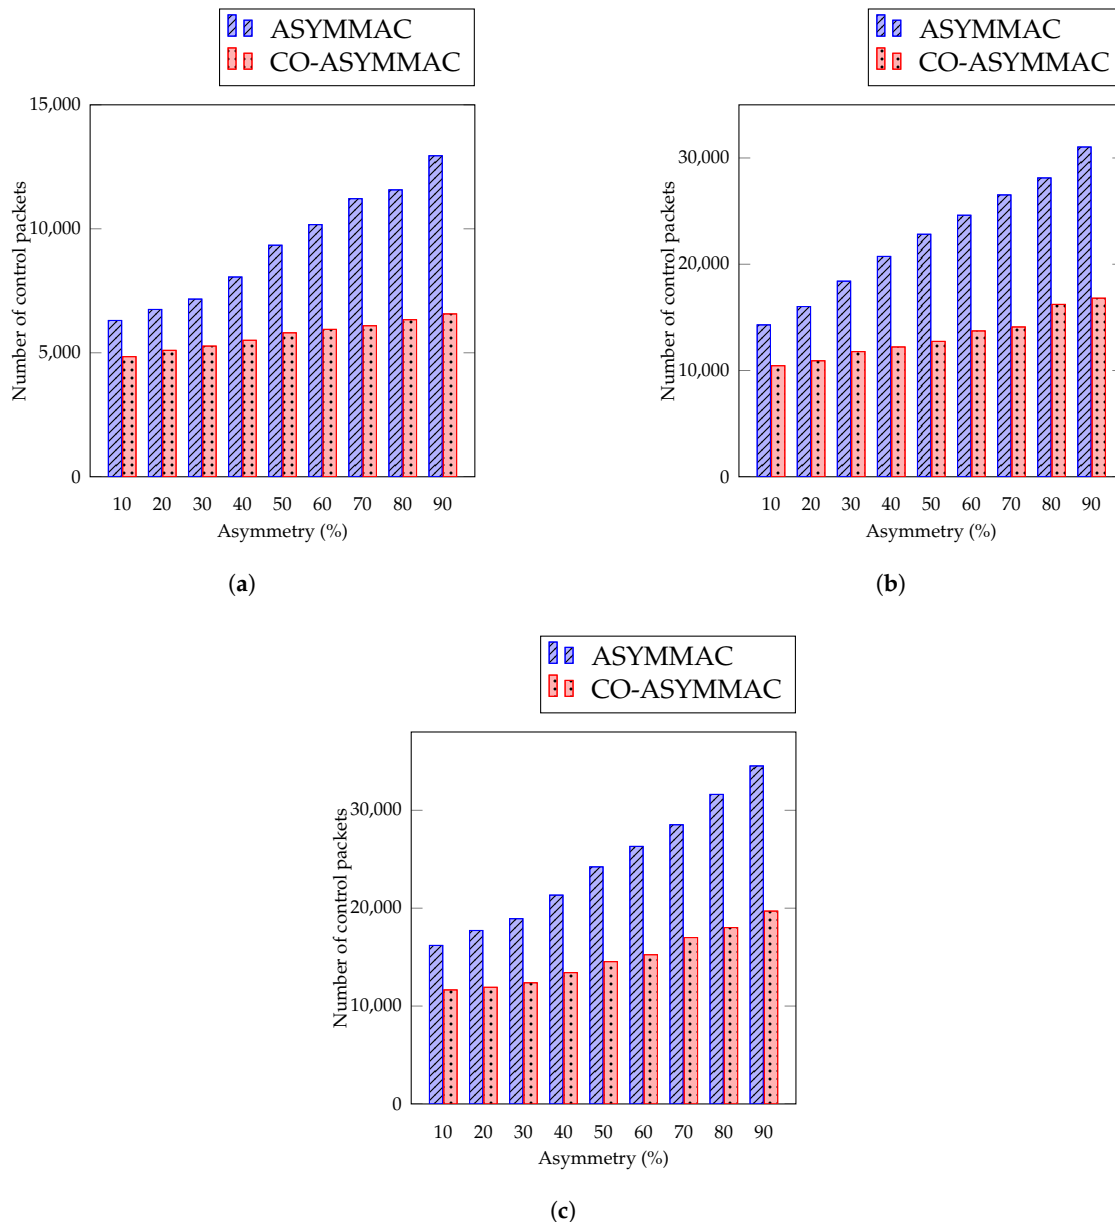 ASYMMAC
CO-ASYMMAC
15,000
10,000
5,000
0
Number of control packets
10 20 30 40 50 60 70 80 90
Asymmetry (%)
(a)
ASYMMAC
CO-ASYMMAC
30,000
20,000
10,000
0
Number of control packets
10 20 30 40 50 60 70 80 90
Asymmetry (%)
(b)
ASYMMAC
CO-ASYMMAC
30,000
20,000
10,000
0
Number of control packets
10 20 30 40 50 60 70 80 90
Asymmetry (%)
(c)